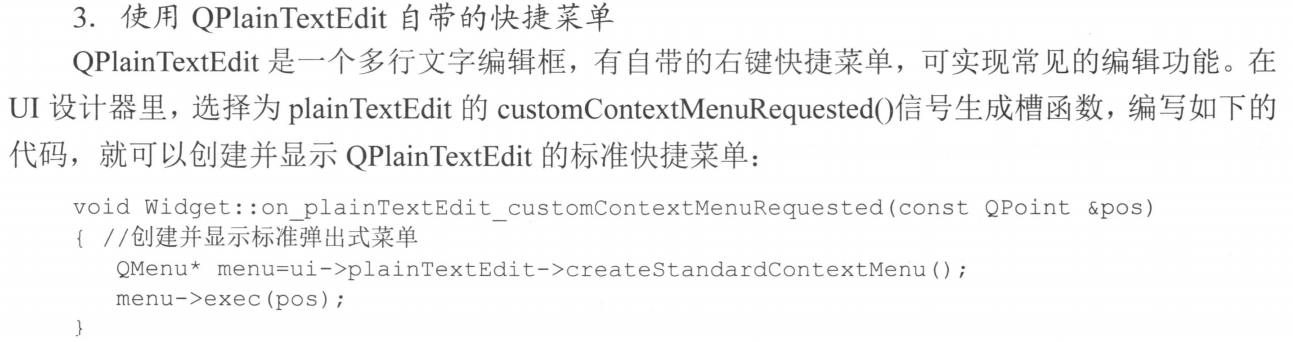 3. 使用 QPlainTextEdit 自带的快捷菜单
QPlainTextEdit 是一个多行文字编辑框，有自带的右键快捷菜单，可实现常见的编辑功能。在
UI 设计器里，选择为 plainTextEdit 的 customContextMenuRequested()信号生成槽函数，编写如下的
代码，就可以创建并显示 QPlainTextEdit 的标准快捷菜单：
void Widget::on_plainTextEdit_customContextMenuRequested(const QPoint &pos)
{ //创建并显示标准弹出式菜单
QMenu* menu=ui->plainTextEdit->createStandardContextMenu();
menu->exec(pos);
}